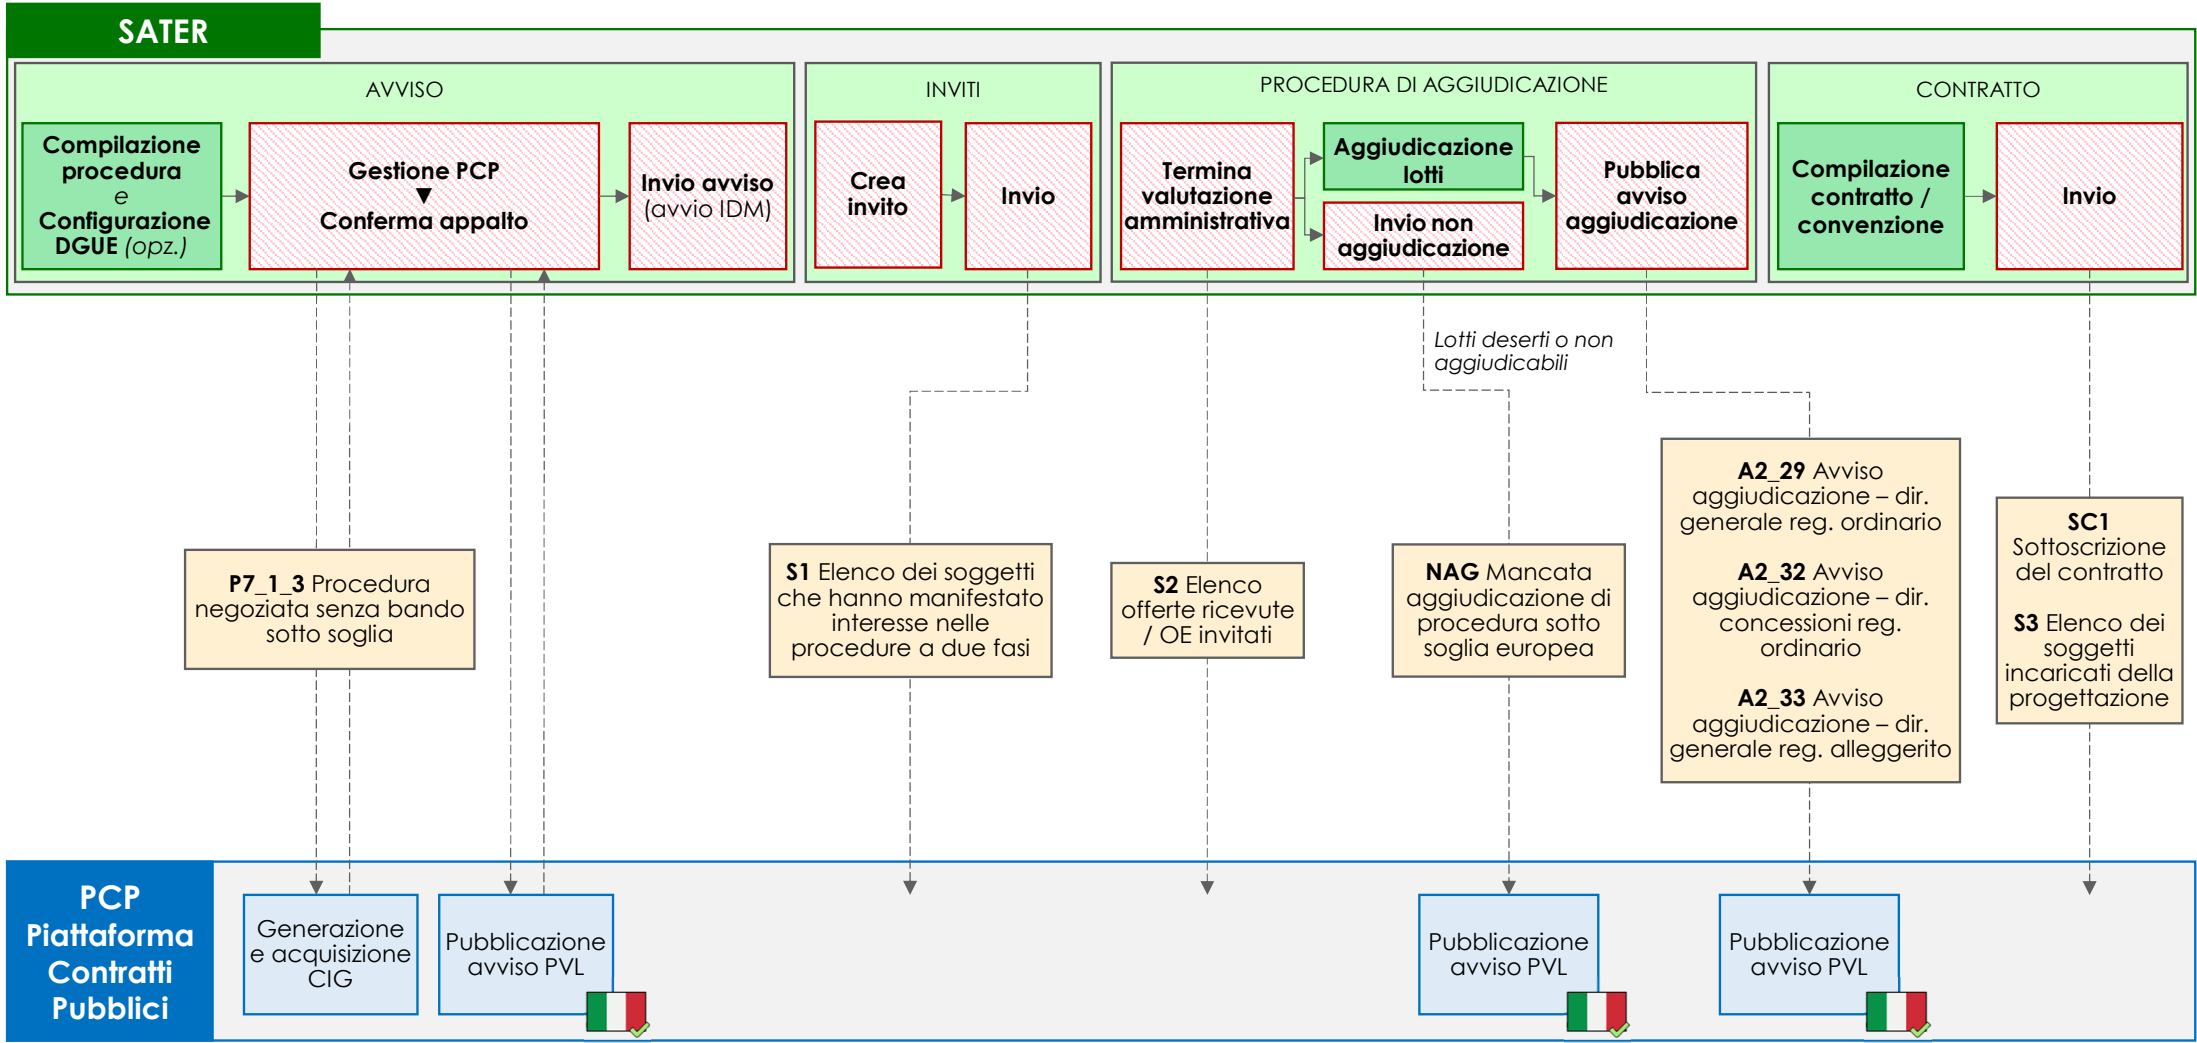 SATER
AVVISO
Compilazione
procedura
e
Configurazione
DGUE (opz.)
Gestione PCP
▼
Conferma appalto
Invio avviso
(avvio IDM)
INVITI
Crea
invito
Invio
PROCEDURA DI AGGIUDICAZIONE
Termina
valutazione
amministrativa
Aggiudicazione
lotti
Invio non
aggiudicazione
Pubblica
avviso
aggiudicazione
CONTRATTO
Compilazione
contratto /
convenzione
Invio
Lotti deserti o non
aggiudicabili
P7_1_3 Procedura
negoziata senza bando
sotto soglia
S1 Elenco dei soggetti
che hanno manifestato
interesse nelle
procedure a due fasi
S2 Elenco
offerte ricevute
/ OE invitati
NAG Mancata
aggiudicazione di
procedura sotto
soglia europea
A2_29 Avviso
aggiudicazione – dir.
generale reg. ordinario
A2_32 Avviso
aggiudicazione – dir.
concessioni reg.
ordinario
A2_33 Avviso
aggiudicazione – dir.
generale reg. alleggerito
SC1
Sottoscrizione
del contratto
S3 Elenco dei
soggetti
incaricati della
progettazione
PCP
Piattaforma
Contratti
Pubblici
Generazione
e acquisizione
CIG
Pubblicazione
avviso PVL
Pubblicazione
avviso PVL
Pubblicazione
avviso PVL